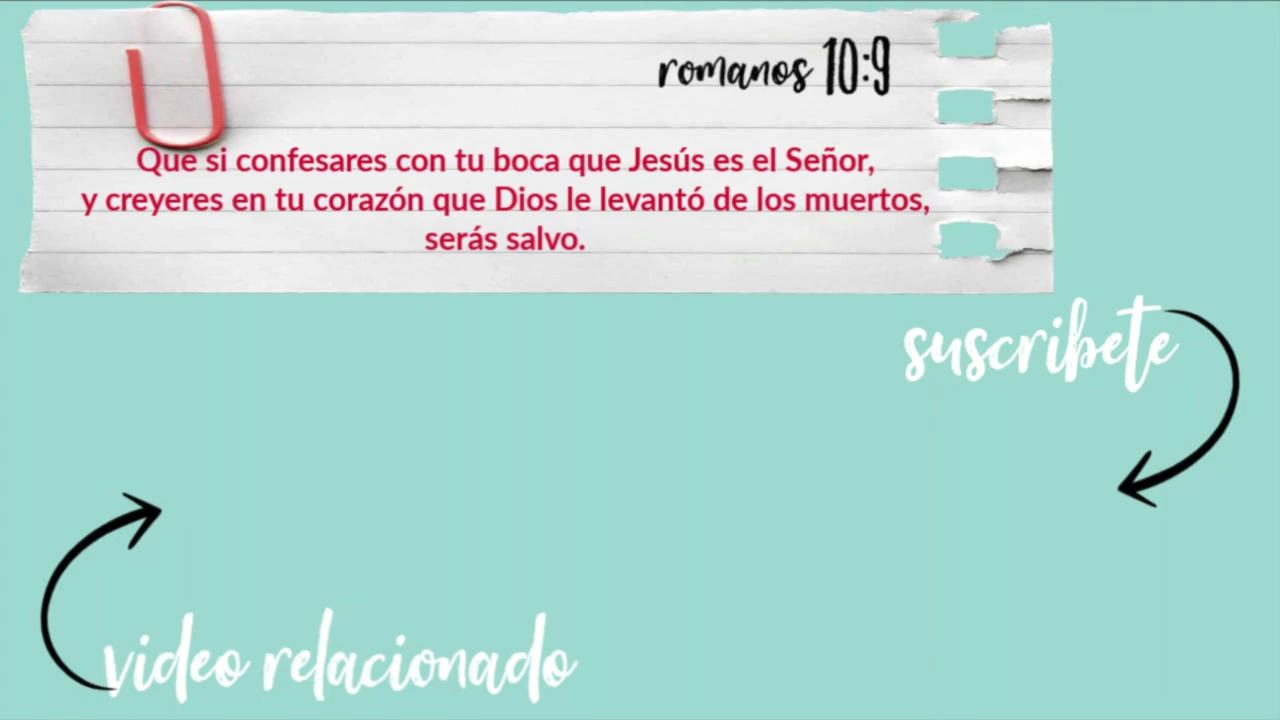 romanos 10:9
Que si confesares con tu boca que Jesús es el Señor,
y creyeres en tu corazón que Dios le levantó de los muertos,
serás salvo.
suscribete
video relacionado